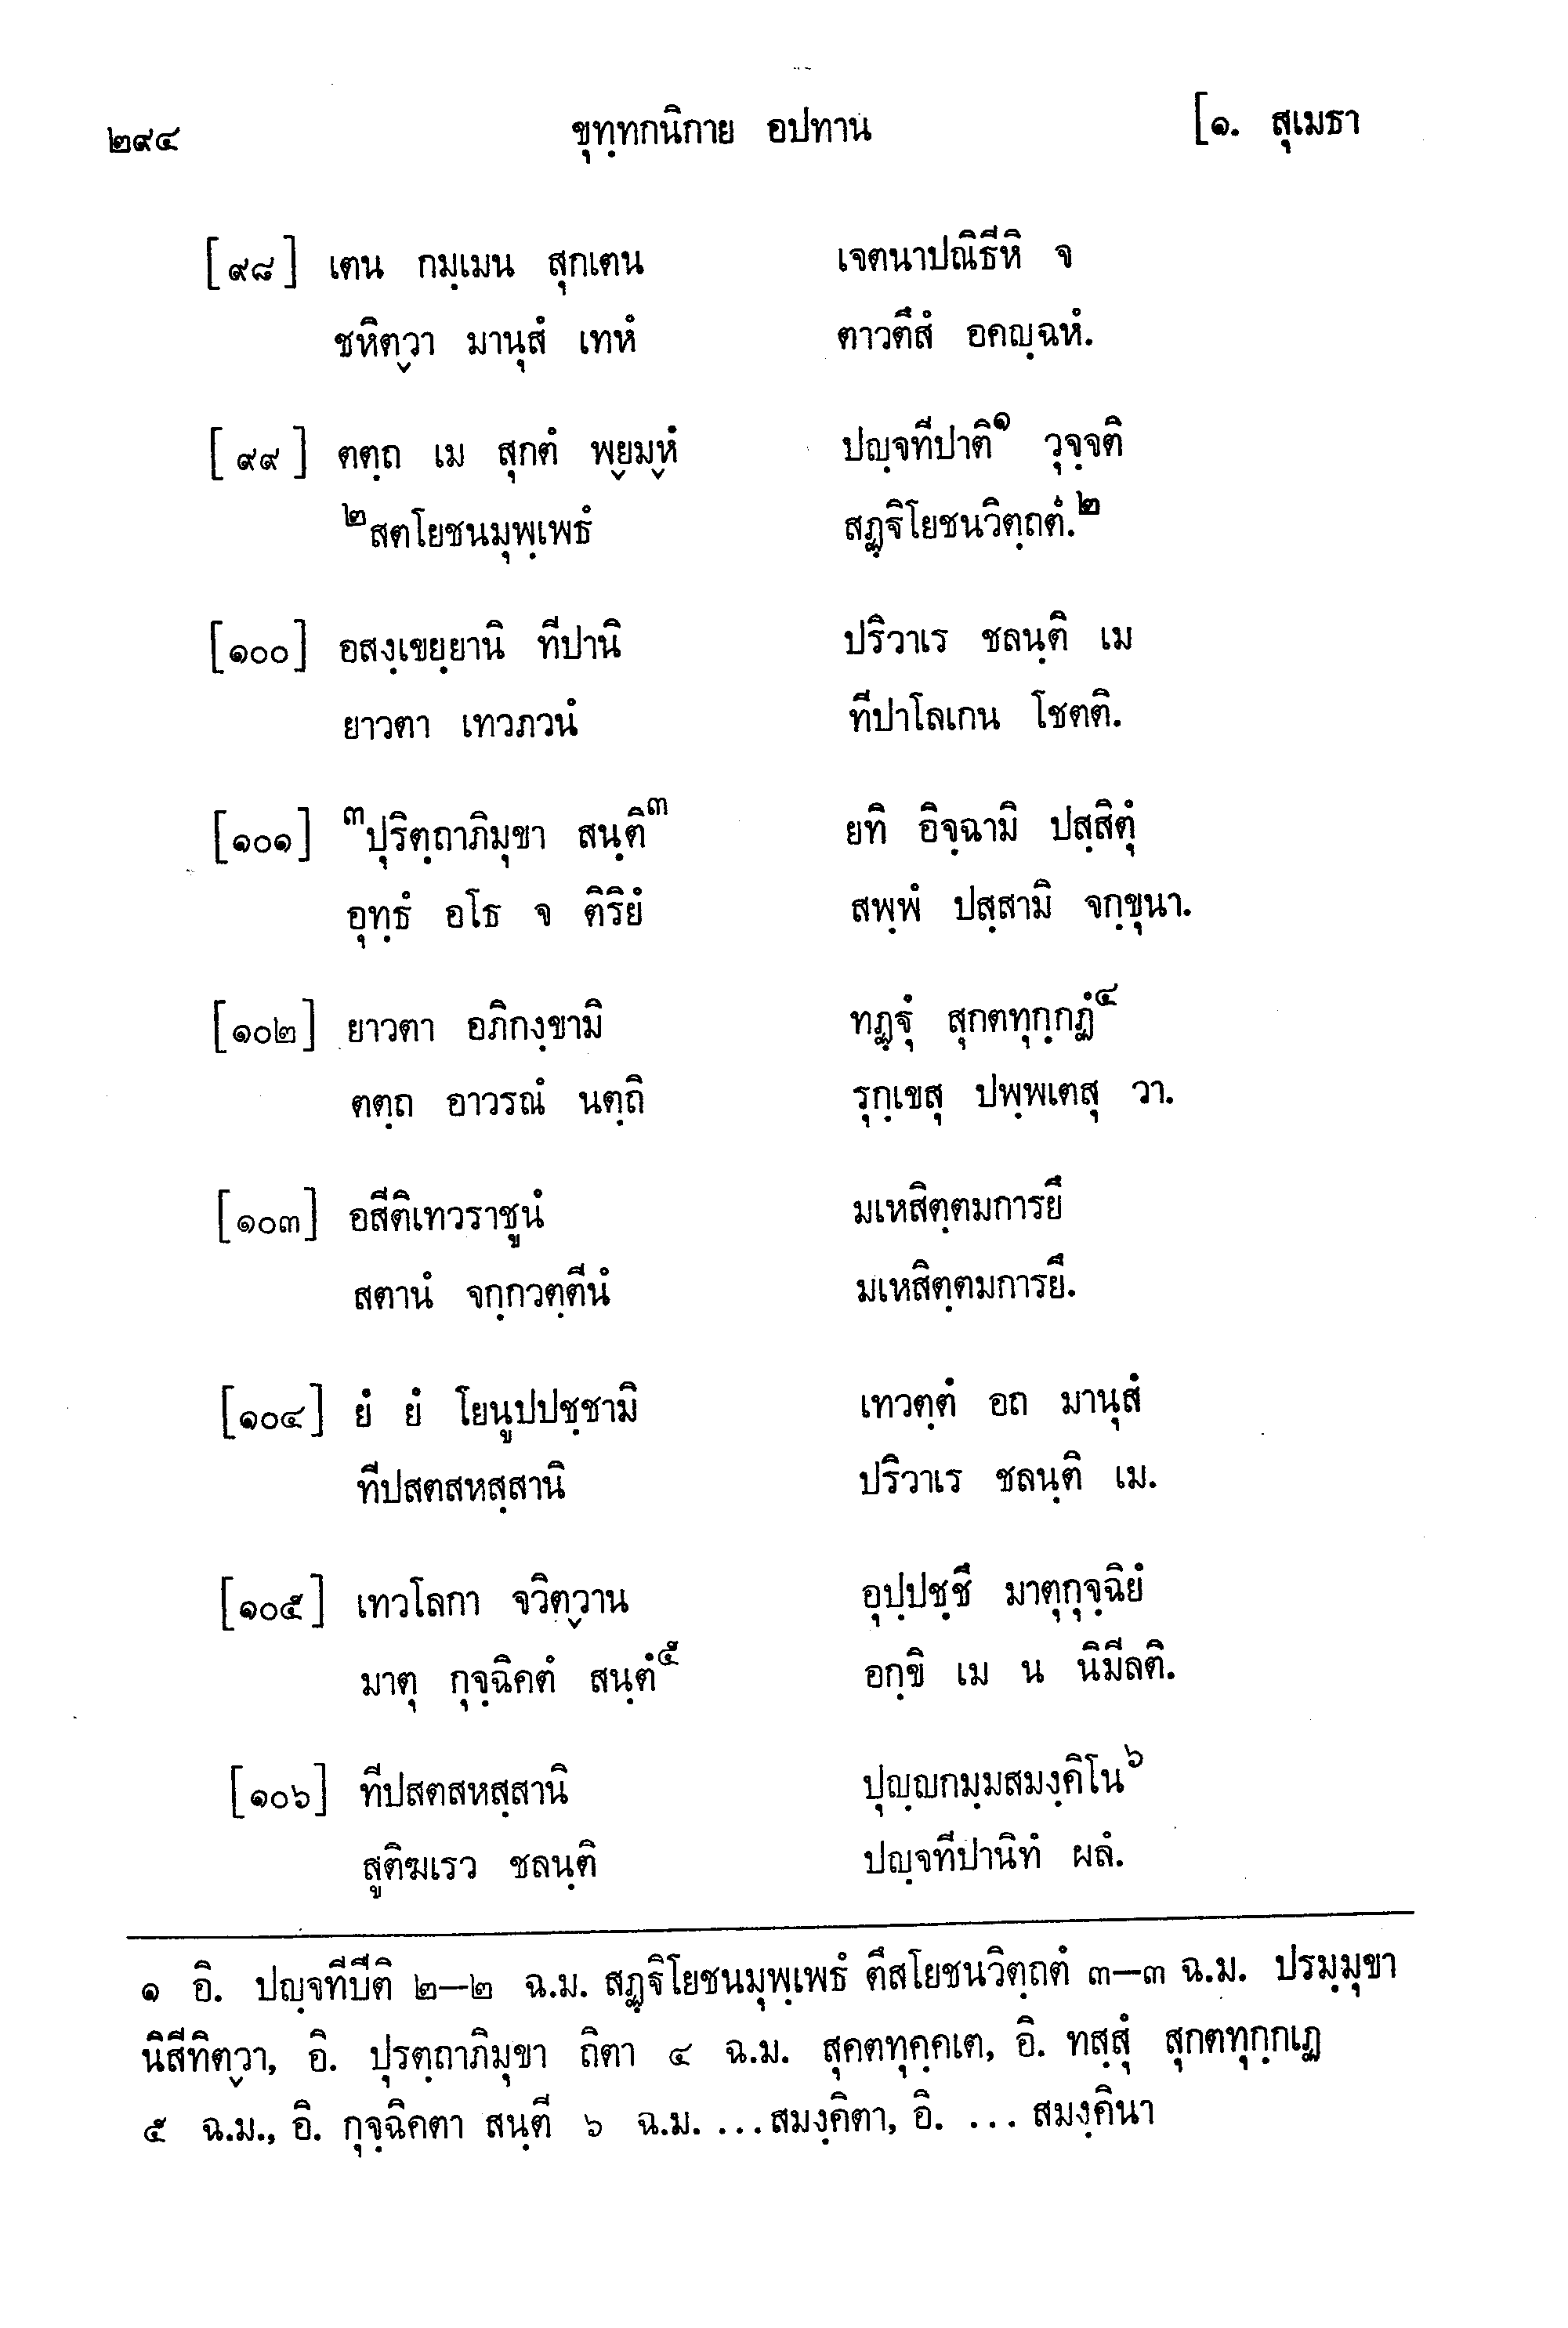 ๒๙๔ ขุทฺทกนิกาย อปทาน [๑. สุเมธา
[๙๘] เตน กมฺเมน สุกเตน เจตนาปณิธีหิ จ
ชหิตฺวา มานุสํ เทหํ ตาวตึสํ อคญฺฉหํ.
[๙๙] ตตฺถ เม สุกตํ พฺยมฺหํ ปญฺจทีปาติ๑ วุจฺจติ
๒สตโยชนมุพฺเพธํ สฏฺฐิโยชนวิตฺถตํ.๒
[๑๐๐] อสงฺเขยฺยานิ ทีปานิ ปริวาเร ชลนฺติ เม
ยาวตา เทวภวนํ ทีปาโลเกน โชตติ.
[๑๐๑] ๓ปุริตฺถาภิมุขา สนฺติ๓ ยทิ อิจฺฉามิ ปสฺสิตุํ
อุทฺธํ อโธ จ ติริยํ สพฺพํ ปสฺสามิ จกฺขุนา.
[๑๐๒] ยาวตา อภิกงฺขามิ ทฏฺฐุํ สุกตทุกฺกฏํ๔
ตตฺถ อาวรณํ นตฺถิ รุกฺเขสุ ปพฺพเตสุ วา.
[๑๐๓] อสีติเทวราชูนํ มเหสิตฺตมการยึ
สตานํ จกฺกวตฺตีนํ มเหสิตฺตมการยึ.
[๑๐๔] ยํ ยํ โยนูปปชฺชามิ เทวตฺตํ อถ มานุสํ
ทีปสตสหสฺสานิ ปริวาเร ชลนฺติ เม.
[๑๐๕] เทวโลกา จวิตฺวาน อุปฺปชฺชึ มาตุกุจฺฉิยํ
มาตุ กุจฺฉิคตํ สนฺตํ๕ อกฺขิ เม น นิมีลติ.
[๑๐๖] ทีปสตสหสฺสานิ ปุญฺญกมฺมสมงฺคิโน๖
สูติฆเรว ชลนฺติ ปญฺจทีปานิทํ ผลํ.
๑ อิ. ปญฺจทีปีติ ๒–๒ ฉ.ม. สฏฺฐิโยชนมุพฺเพธํ ตึสโยชนวิตฺถตํ ๓–๓ ฉ.ม. ปรมฺมุขา
นิสีทิตฺวา, อิ. ปุรตฺถาภิมุขา ถิตา ๔ ฉ.ม. สุคตทุคฺคเต, อิ. ทสฺสุํ สุกตทุกฺกเฏ
๕ ฉ.ม., อิ. กุจฺฉิคตา สนฺตี ๖ ฉ.ม. ...สมงฺคิตา, อิ. ... สมงฺคินา